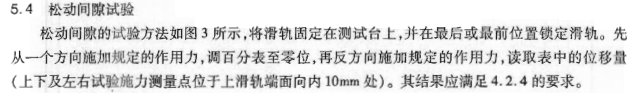 5.4 松动间隙试验
松动间隙的试验方法如图3所示,将滑轨固定在测试台上,并在最后或最前位置锁定滑轨。先
从一个方向施加规定的作用力,调百分表至零位,再反方向施加规定的作用力,读取表中的位移量
(上下及左右试验施力测量点位于上滑轨端面向内10mm处)。其结果应满足4.2.4的要求。